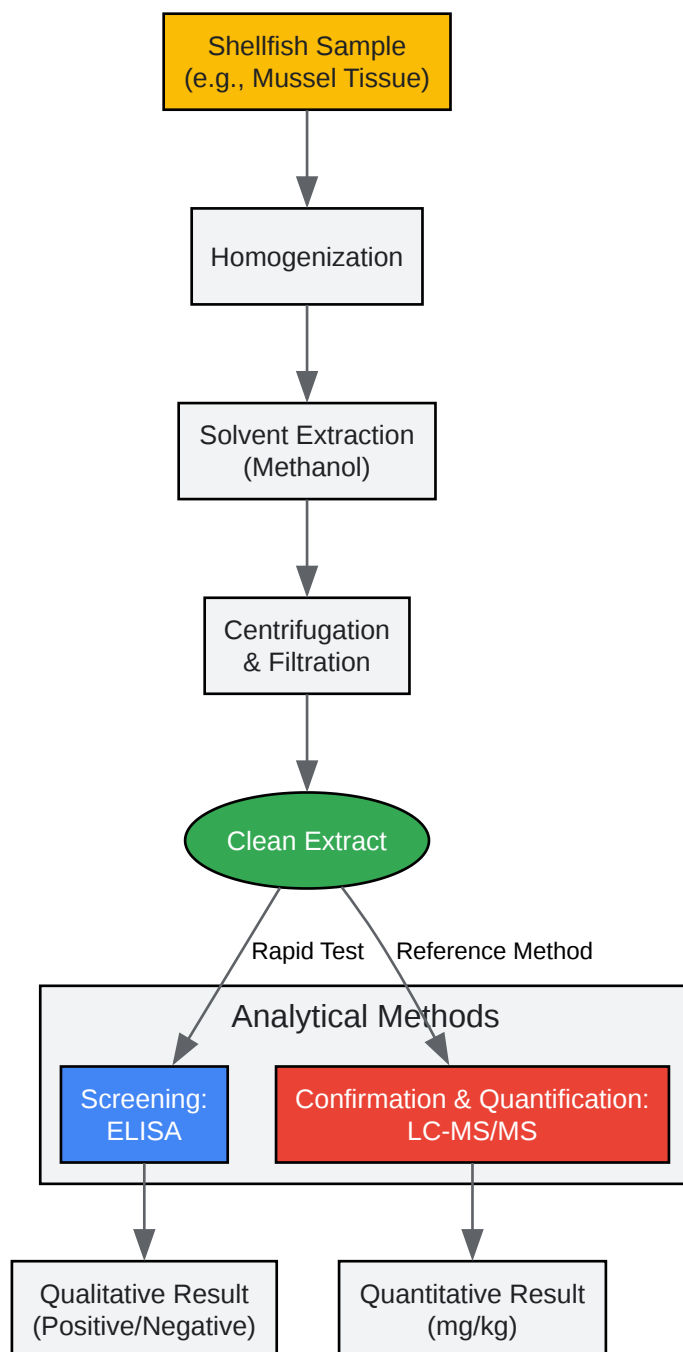 Shellfish Sample
(e.g., Mussel Tissue)
Homogenization
Solvent Extraction
(Methanol)
Centrifugation
& Filtration
Clean Extract
Rapid Test
Reference Method
Analytical Methods
Screening:
ELISA
Confirmation & Quantification:
LC-MS/MS
Qualitative Result
(Positive/Negative)
Quantitative Result
(mg/kg)